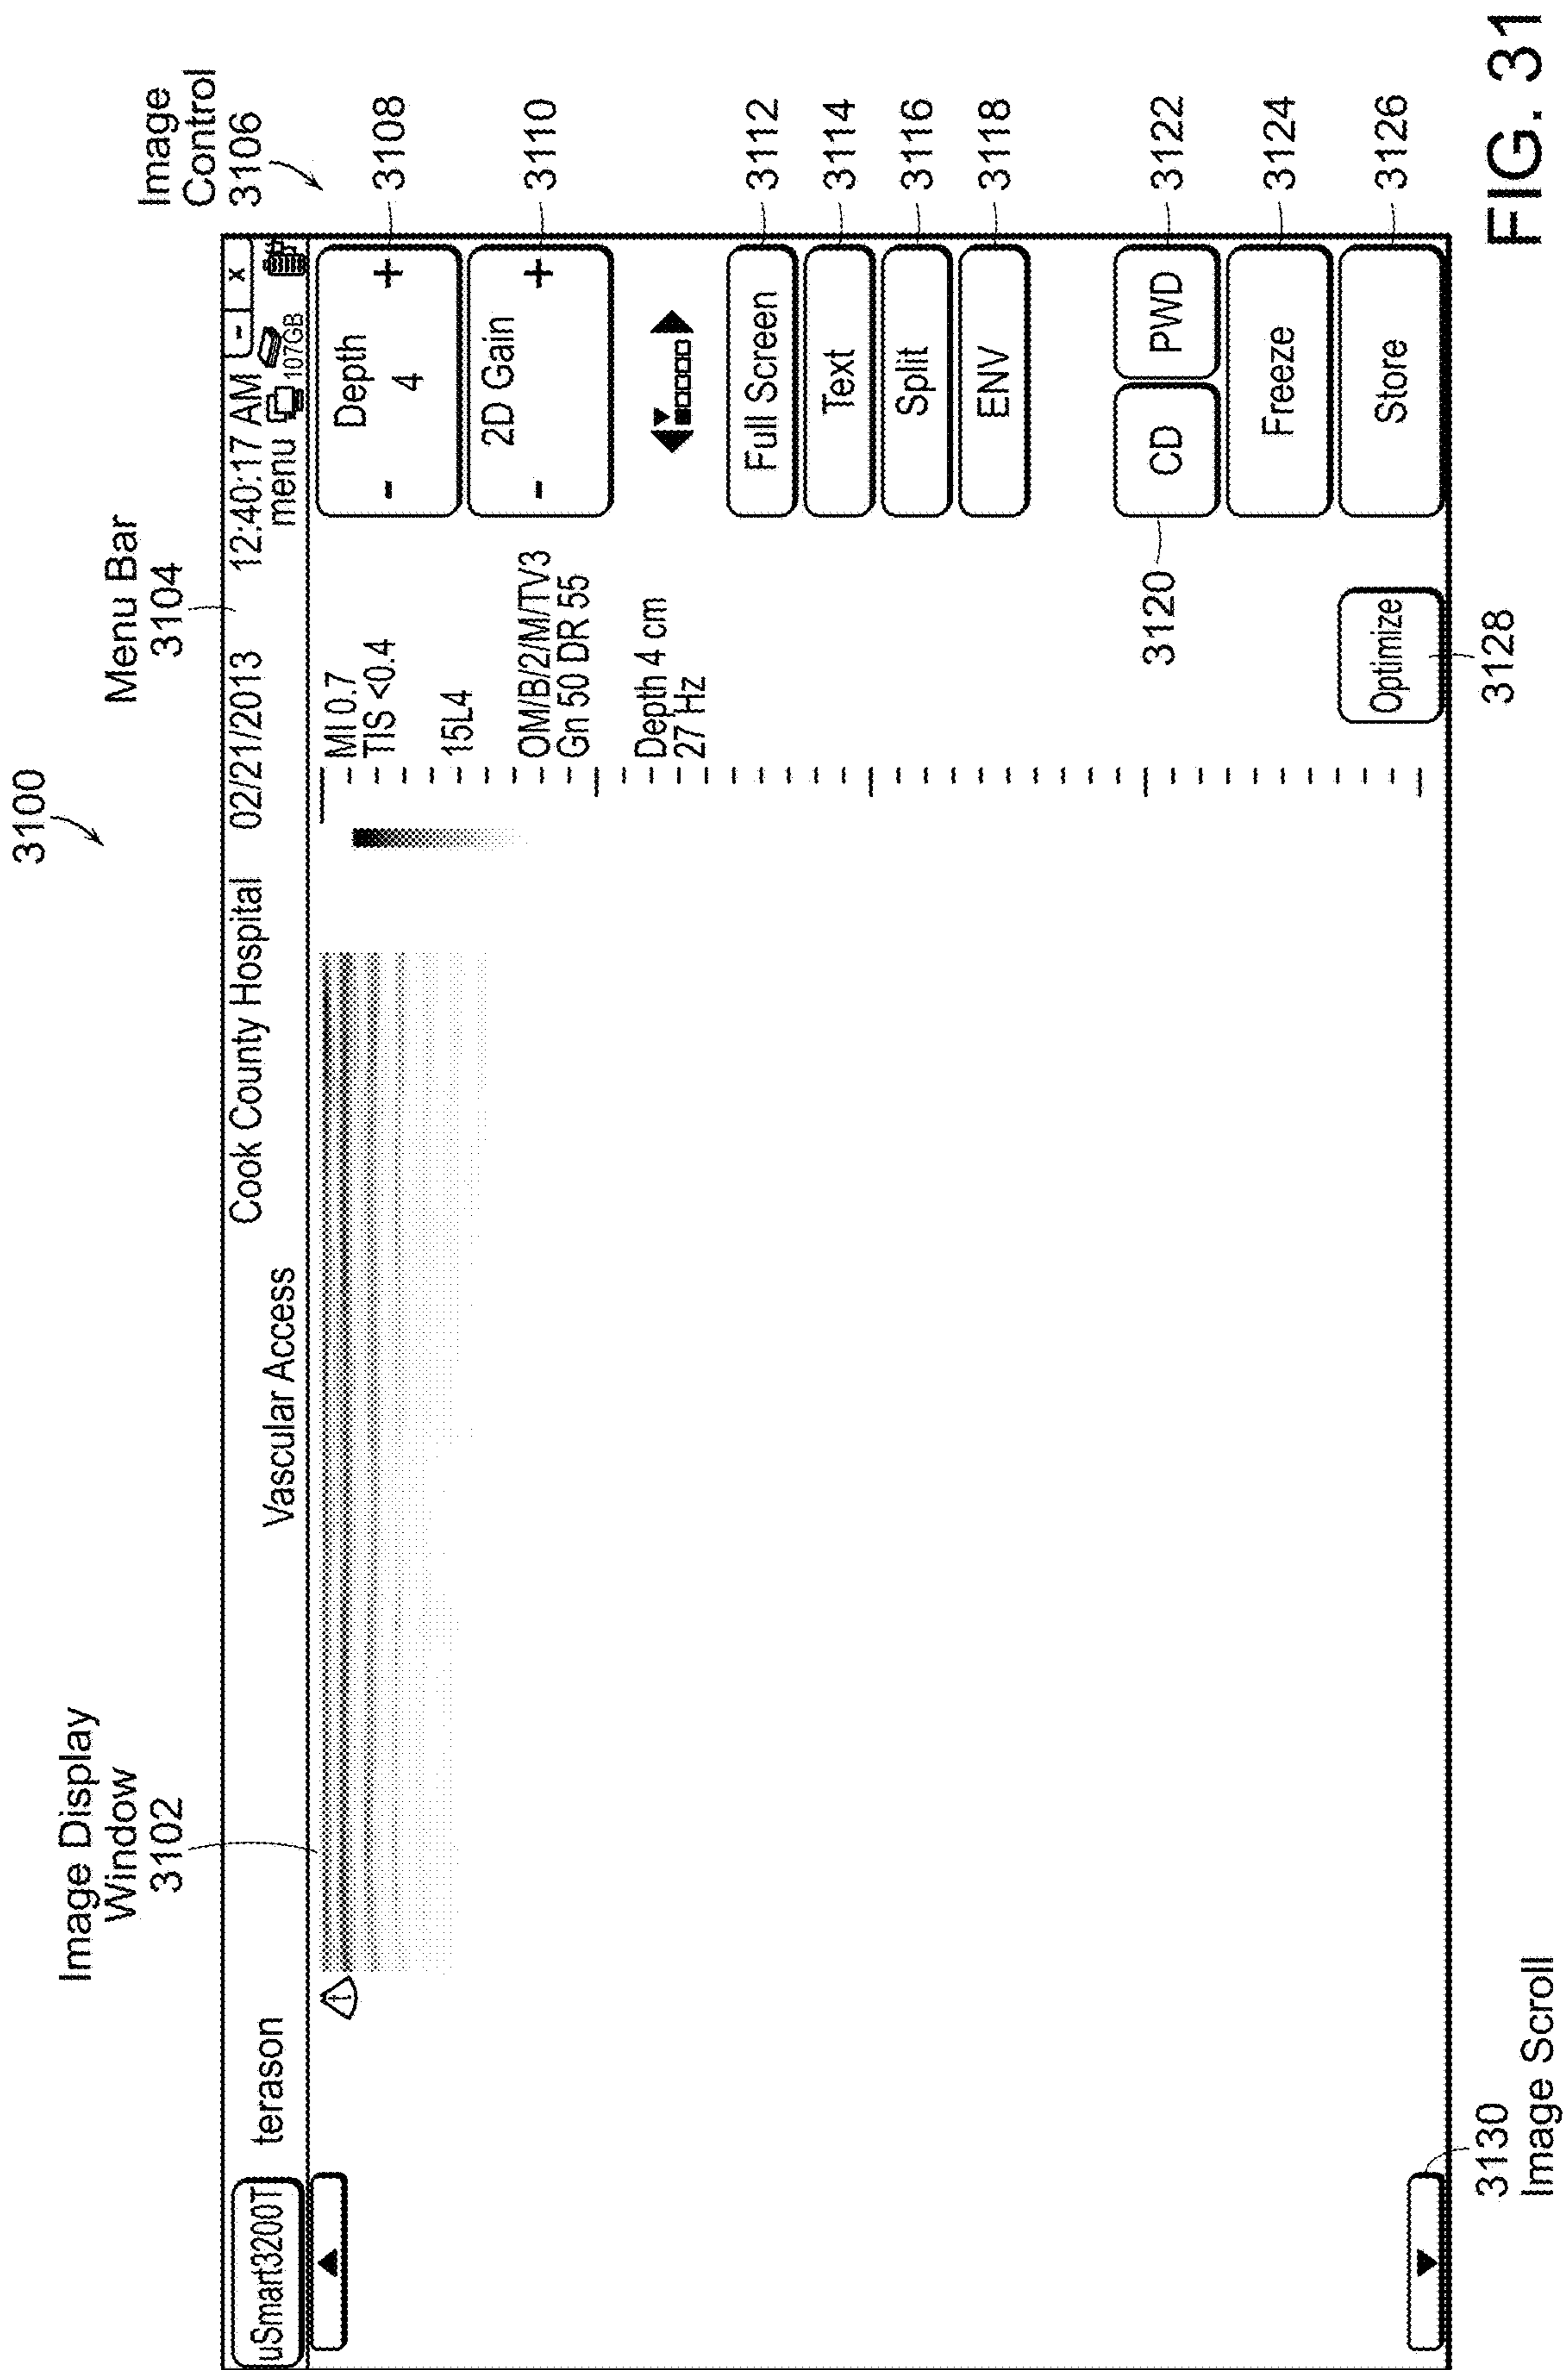 3100
Image Display
Window
3102
Menu Bar
3104
Image
Control
3106
uSmart3200T
terason
Cook County Hospital
02/21/2013
12:40:17 AM
- x
Vascular Access
menu
107GB
MI 0.7
TIS <0.4
15L4
OM/B/2/M/TV3
Gn 50 DR 55
Depth 4 cm
27 Hz
Depth
- 4 +
3108
2D Gain
- +
3110
Full Screen
3112
Text
3114
Split
3116
ENV
3118
3120
CD
PWD
3122
Freeze
3124
Optimize
3128
Store
3126
3130
Image Scroll
FIG. 31